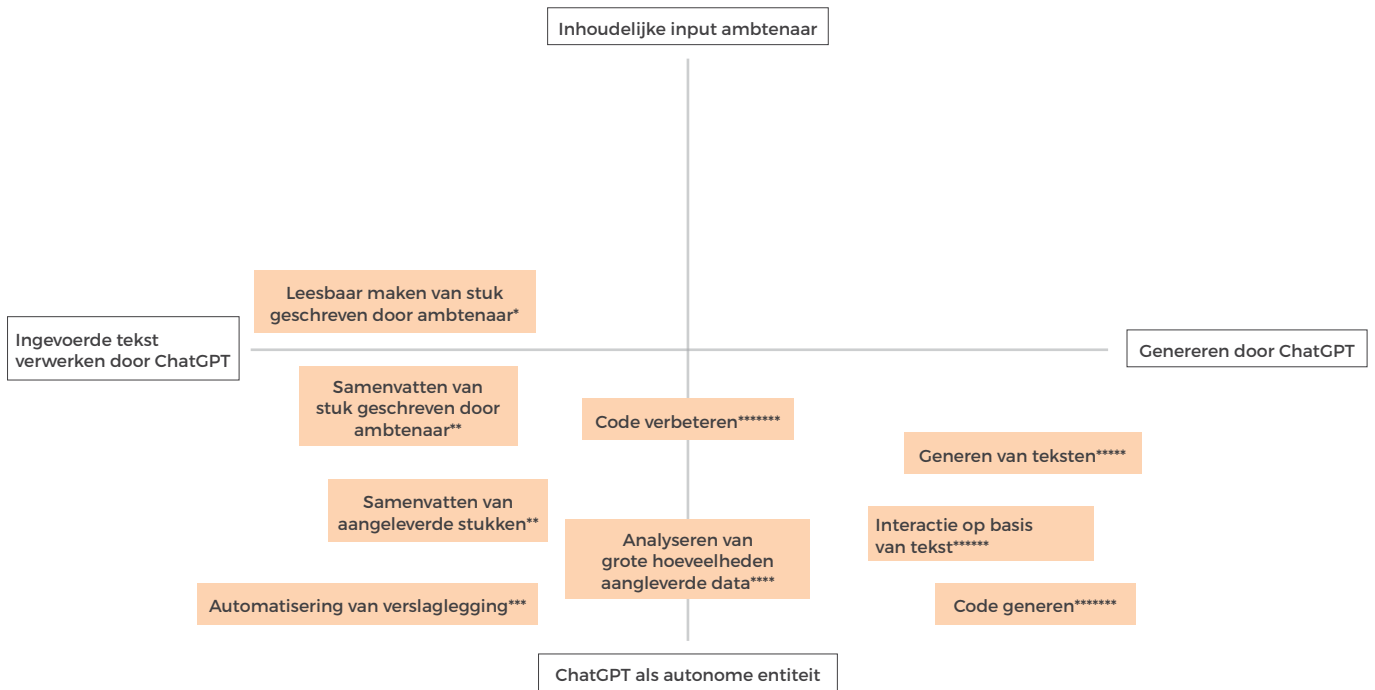 Inhoudelijke input ambtenaar
Leesbaar maken van stuk
geschreven door ambtenaar*
Ingevoerde tekst
verwerken door ChatGPT
Genereren door ChatGPT
Samenvatten van
stuk geschreven door
ambtenaar**
Code verbeteren*******
Generen van teksten*****
Samenvatten van
aangeleverde stukken**
Analyseren van
grote hoeveelheden
aangleverde data****
Interactie op basis
van tekst******
Automatisering van verslaglegging***
Code generen*******
ChatGPT als autonome entiteit